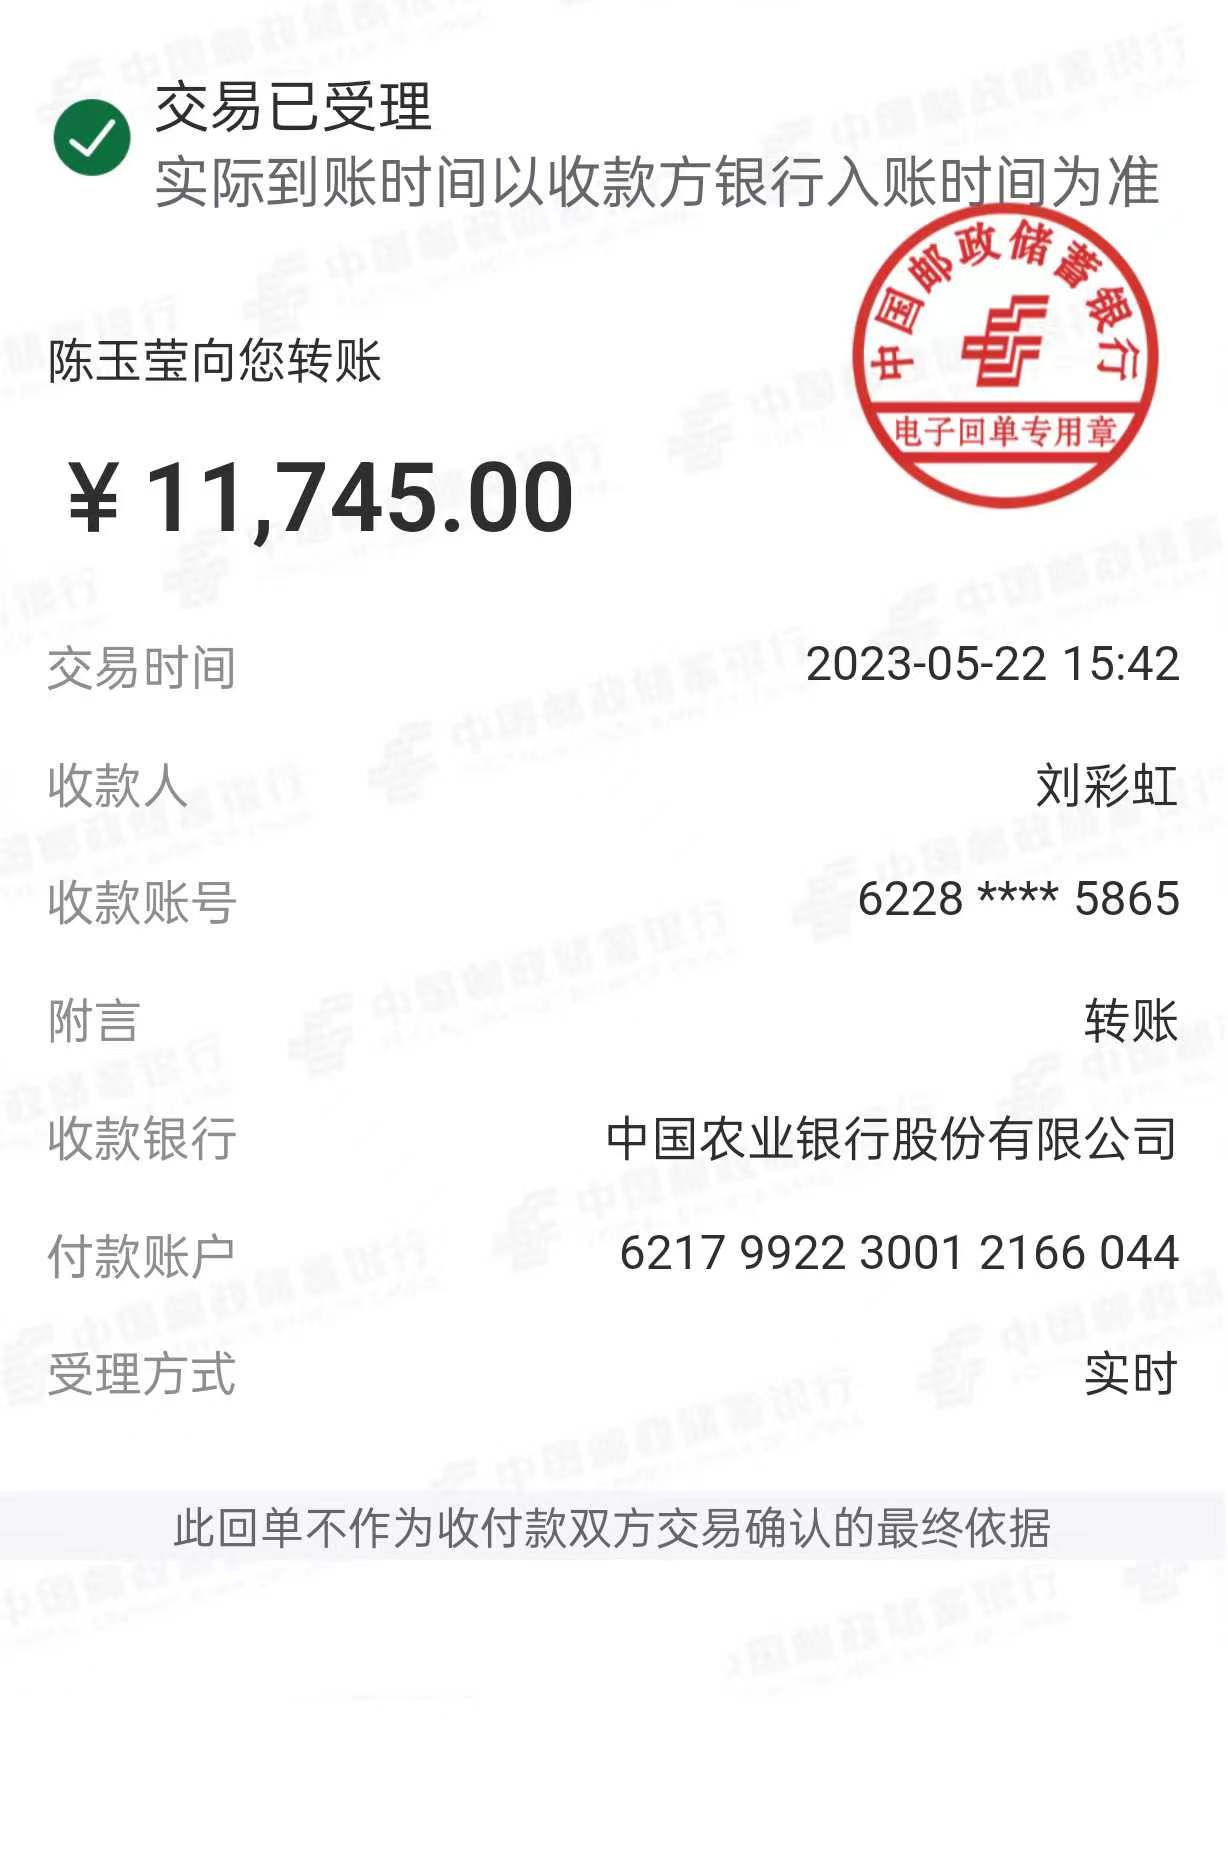 交易已受理
实际到账时间以收款方银行入账时间为准
中国邮政储蓄银行
电子回单专用章
陈玉莹向您转账
¥ 11,745.00
交易时间 2023-05-22 15:42
收款人 刘彩虹
收款账号 6228 **** 5865
附言 转账
收款银行 中国农业银行股份有限公司
付款账户 6217 9922 3001 2166 044
受理方式 实时
此回单不作为收付款双方交易确认的最终依据